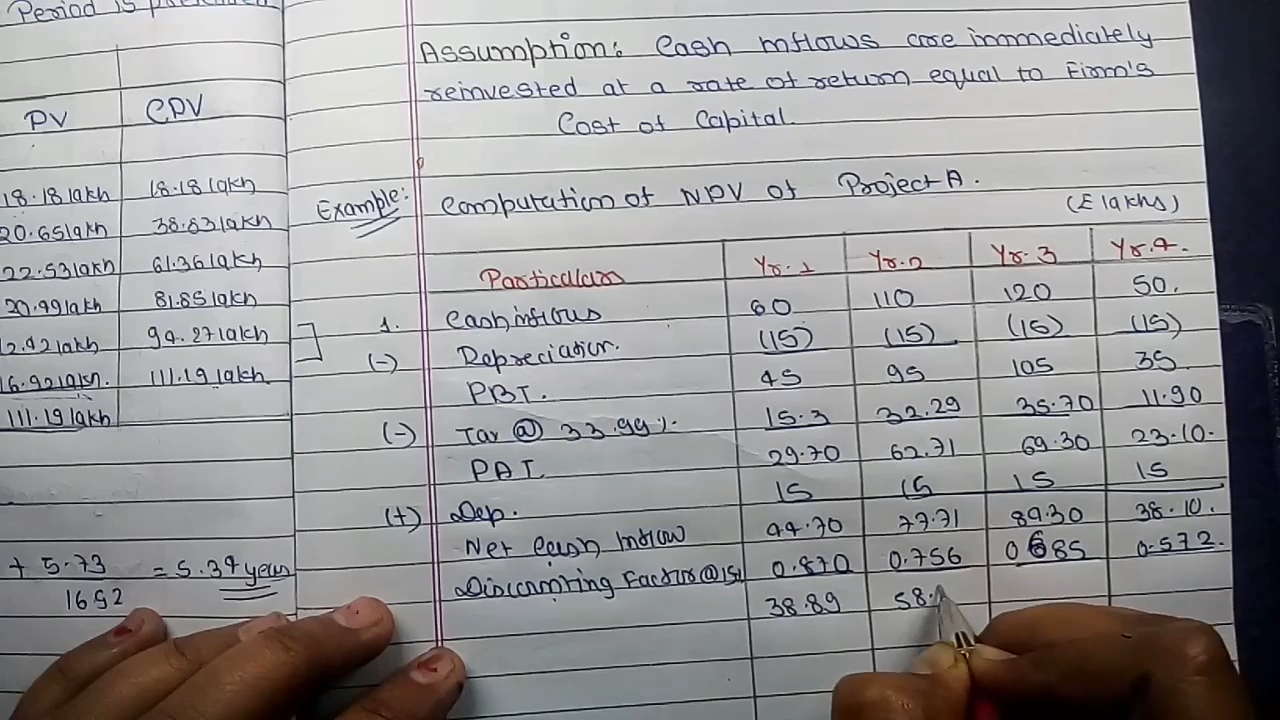 Period is
PV CPV
18.18 lakh 18.18 lakh
20.65 lakh 38.83 lakh
22.53 lakh 61.36 lakh
20.49 lakh 81.85 lakh
2.42 lakh 94.27 lakh
16.92 lakh. 111.19 lakh
111.19 lakh
+ 5.73 = 5.34 years
1692
Assumption: Cash inflows are immediately
reinvested at a rate of return equal to Firm's
Cost of Capital.
Example: Computation of NPV of Project A.
(₹ lakhs)
Particulars Yr.1 Yr.2 Yr.3 Yr.4.
1. Cash inflows 60 110 120 50.
(-) Depreciation. (15) (15) (15) (15)
PBT. 45 95 105 35
(-) Tax @ 33.99%. 15.3 32.29 35.70 11.90
PAT. 29.70 62.71 69.30 23.10.
(+) Dep. 15 15 15 15
Net cash Inflow 44.70 77.71 84.30 38.10.
Discounting Factor @ 15% 0.870 0.756 0.685 0.572.
38.89 58.